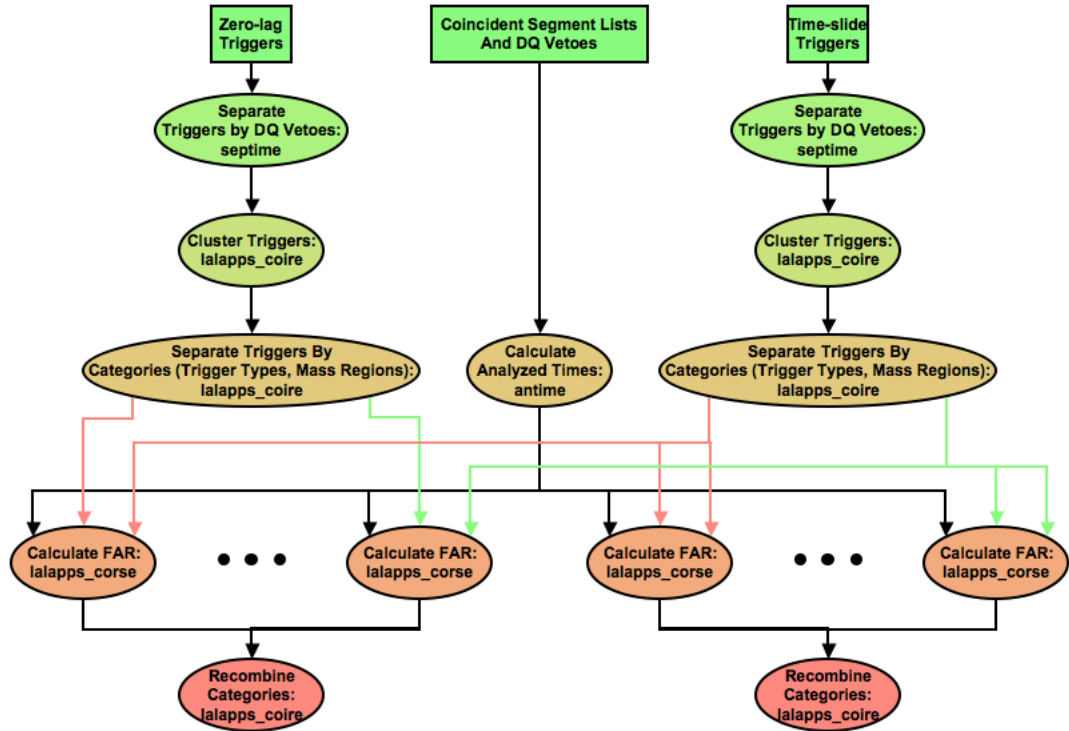 Zero-lag
Triggers
Coincident Segment Lists
And DQ Vetoes
Time-slide
Triggers
Separate
Triggers by DQ Vetoes:
septime
Separate
Triggers by DQ Vetoes:
septime
Cluster Triggers:
lalapps_coire
Cluster Triggers:
lalapps_coire
Separate Triggers By
Categories (Trigger Types, Mass Regions):
lalapps_coire
Calculate
Analyzed Times:
antime
Separate Triggers By
Categories (Trigger Types, Mass Regions):
lalapps_coire
Calculate FAR:
lalapps_corse
Calculate FAR:
lalapps_corse
Calculate FAR:
lalapps_corse
Calculate FAR:
lalapps_corse
Recombine
Categories:
lalapps_coire
Recombine
Categories:
lalapps_coire